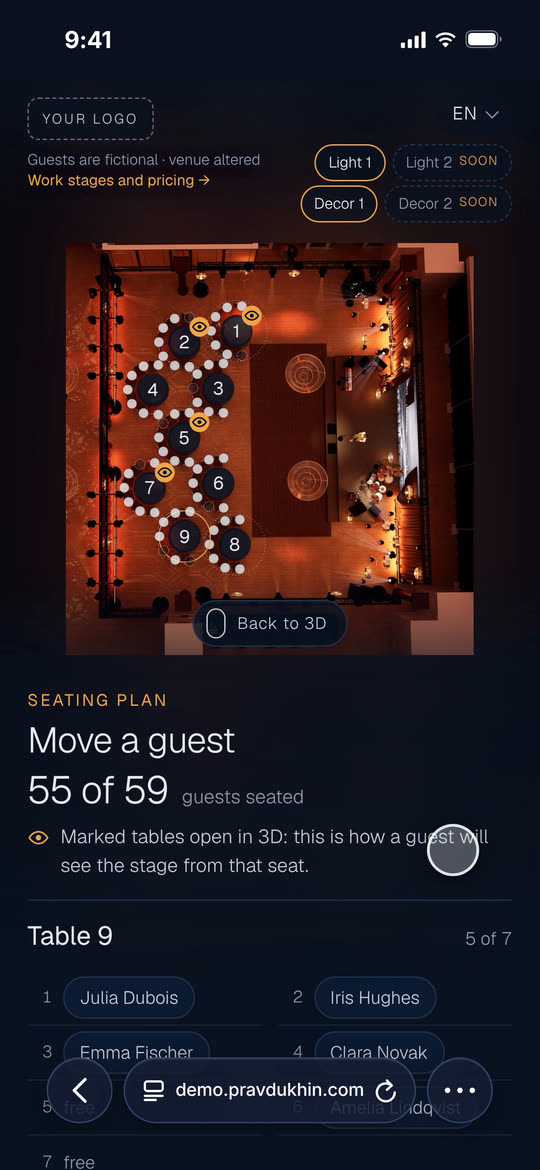 9:41
YOUR LOGO
EN
Guests are fictional · venue altered
Work stages and pricing →
Light 1
Light 2 SOON
Decor 1
Decor 2 SOON
1
2
4
3
5
7
6
9
8
Back to 3D
SEATING PLAN
Move a guest
55 of 59 guests seated
Marked tables open in 3D: this is how a guest will
see the stage from that seat.
Table 9
5 of 7
1 Julia Dubois
2 Iris Hughes
3 Emma Fischer
4 Clara Novak
5 free
6 Amelia Lindqvist
demo.pravdukhin.com
7 free